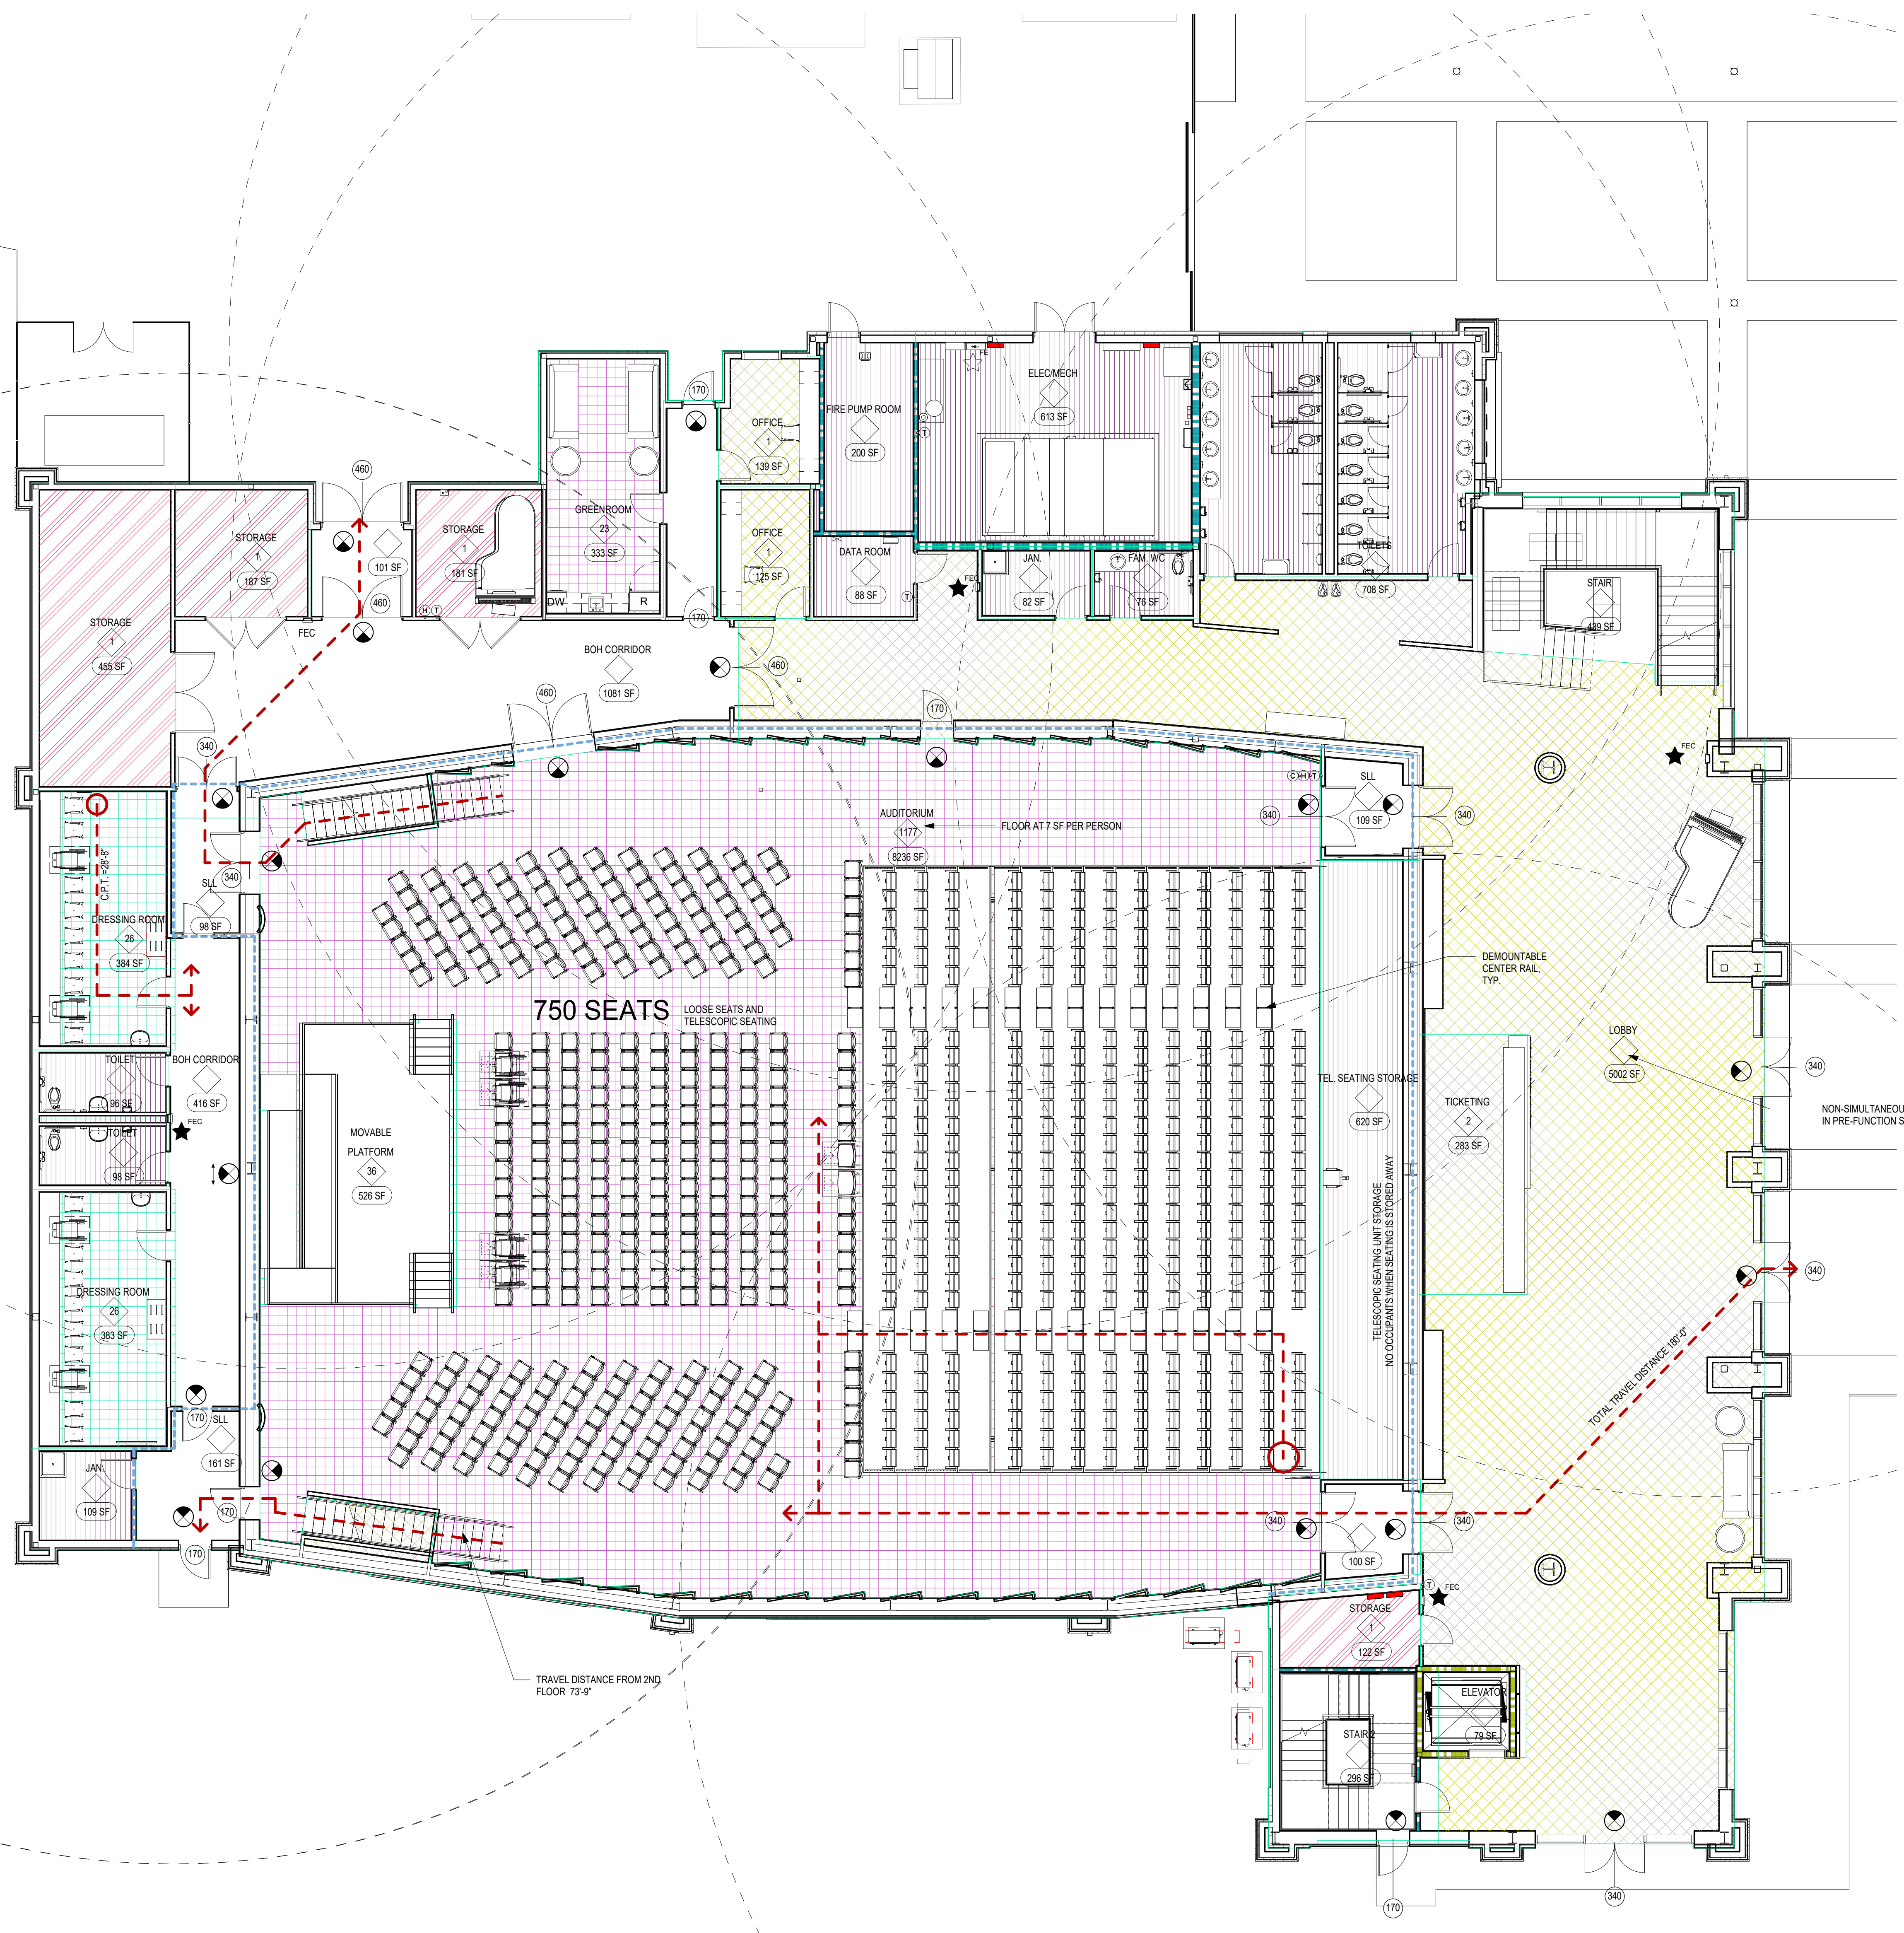 FE
ELEC/MECH
613 SF
170
OFFICE
1
139 SF
FIRE PUMP ROOM
200 SF
T
460
GREENROOM
23
333 SF
STORAGE
1
187 SF
101 SF
STORAGE
1
181 SF
OFFICE
1
125 SF
DATA ROOM
88 SF
T
FEC
JAN.
82 SF
T
FAM. WC
76 SF
TOILETS
708 SF
STAIR
439 SF
DW
R
H T
460
FEC
170
STORAGE
1
455 SF
BOH CORRIDOR
1081 SF
460
460
170
340
FEC
C H T
SLL
109 SF
340
340
AUDITORIUM
1177
8236 SF
FLOOR AT 7 SF PER PERSON
C.P.T. =28'-8"
340
SLL
98 SF
DRESSING ROOM
26
384 SF
DEMOUNTABLE
CENTER RAIL,
TYP.
750 SEATS
LOOSE SEATS AND
TELESCOPIC SEATING
LOBBY
5002 SF
340
TOILET
96 SF
BOH CORRIDOR
416 SF
FEC
TOILET
98 SF
MOVABLE
PLATFORM
36
526 SF
TEL. SEATING STORAGE
620 SF
TICKETING
2
283 SF
NON-SIMULTANEOU
IN PRE-FUNCTION S
TELESCOPIC SEATING UNIT STORAGE
NO OCCUPANTS WHEN SEATING IS STORED AWAY
340
DRESSING ROOM
26
383 SF
TOTAL TRAVEL DISTANCE 180'-0"
170
SLL
161 SF
JAN.
109 SF
170
170
340
340
100 SF
T
FEC
STORAGE
1
122 SF
TRAVEL DISTANCE FROM 2ND
FLOOR 73'-9"
ELEVATOR
79 SF
STAIR 2
296 SF
170
340